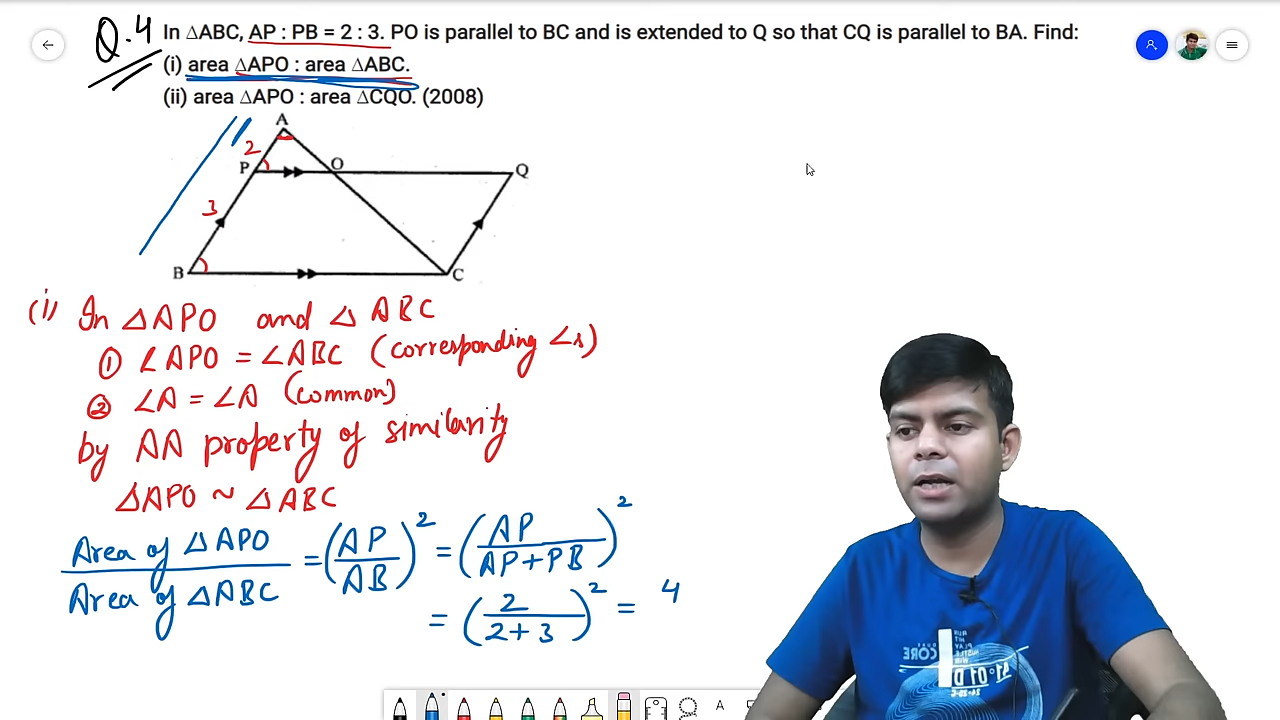 Q.4
In △ABC, AP : PB = 2 : 3. PO is parallel to BC and is extended to Q so that CQ is parallel to BA. Find:
(i) area △APO : area △ABC.
(ii) area △APO : area △CQO. (2008)
A
2
P O Q
3
B C
(i) In △APO and △ABC
① ∠APO = ∠ABC (corresponding ∠s)
② ∠A = ∠A (common)
by AA property of similarity
△APO ~ △ABC
Area of △APO / Area of △ABC = (AP/AB)² = (AP/AP+PB)²
= (2/2+3)² = 4
A
CORE